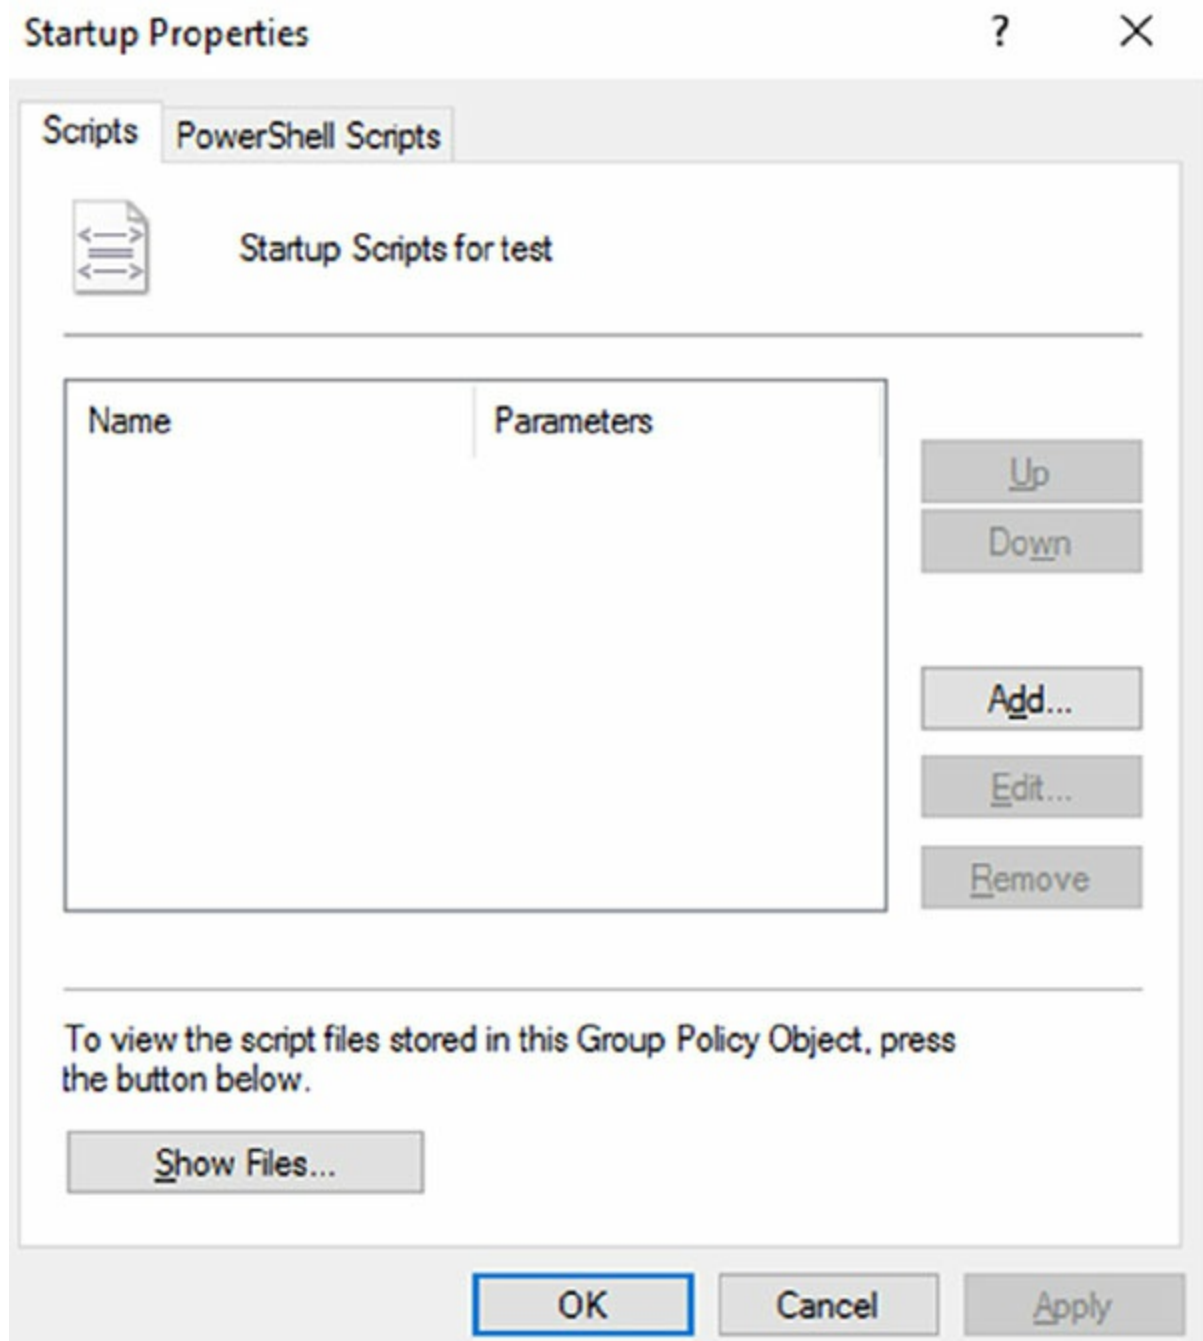 Startup Properties
?
Scripts
PowerShell Scripts
Startup Scripts for test
Name
Parameters
Up
Down
Add...
Edit...
Remove
To view the script files stored in this Group Policy Object, press
the button below.
Show Files...
OK
Cancel
Apply